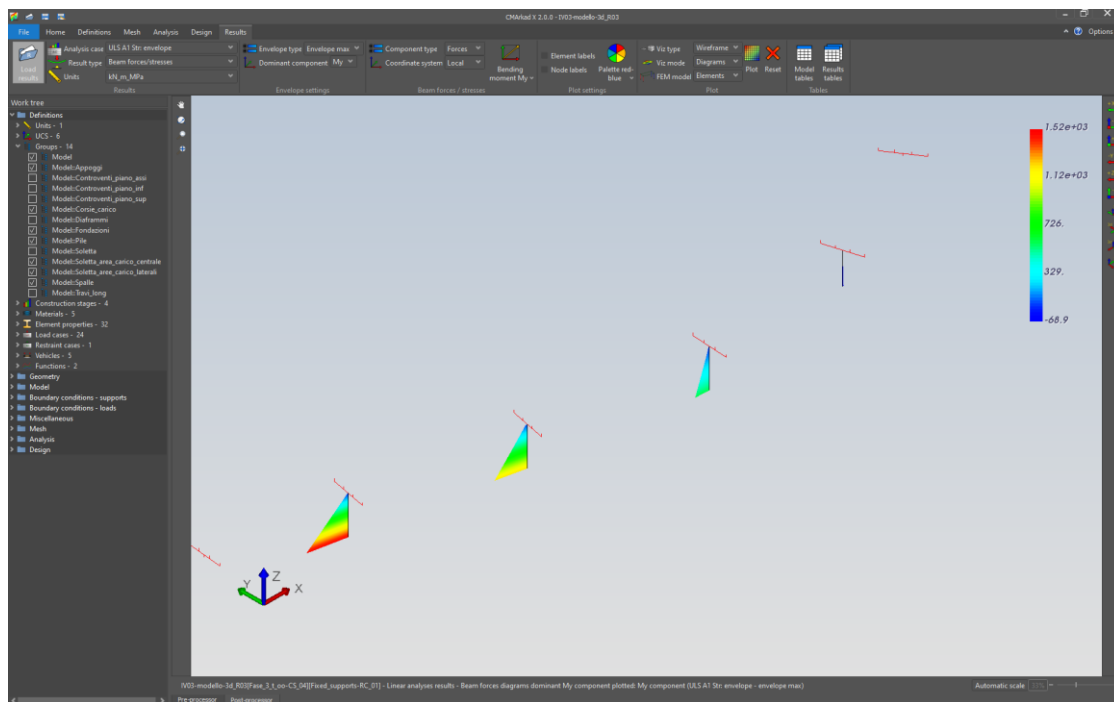 CMArkad X 2.0.0 - IV03-modello-3d_R03
File Home Definitions Mesh Analysis Design Results Options
Load results
Analysis case ULS A1 Str: envelope
Result type Beam forces/stresses
Units kN_m_MPa
Results
Envelope type Envelope max
Dominant component My
Envelope settings
Component type Forces
Coordinate system Local
Bending moment My
Beam forces / stresses
Element labels
Node labels
Palette red-blue
Plot settings
Viz type Wireframe
Viz mode Diagrams
FEM model Elements
Plot Reset
Plot
Model tables
Results tables
Tables
Work tree
Definitions
Units - 1
UCS - 6
Groups - 14
Model
Model::Appoggi
Model::Controventi_piano_assi
Model::Controventi_piano_inf
Model::Controventi_piano_sup
Model::Corsie_carico
Model::Diaframmi
Model::Fondazioni
Model::Pile
Model::Soletta
Model::Soletta_area_carico_centrale
Model::Soletta_area_carico_laterali
Model::Spalle
Model::Travi_long
Construction stages - 4
Materials - 5
Element properties - 32
Load cases - 24
Restraint cases - 1
Vehicles - 5
Functions - 2
Geometry
Model
Boundary conditions - supports
Boundary conditions - loads
Miscellaneous
Mesh
Analysis
Design
1.52e+03
1.12e+03
726.
329.
-68.9
Z
Y
X
IV03-modello-3d_R03][Fase_3_t_oo-CS_04][Fixed_supports-RC_01] - Linear analyses results - Beam forces diagrams dominant My component plotted: My component (ULS A1 Str: envelope - envelope max)
Automatic scale
Pre-processor Post-processor